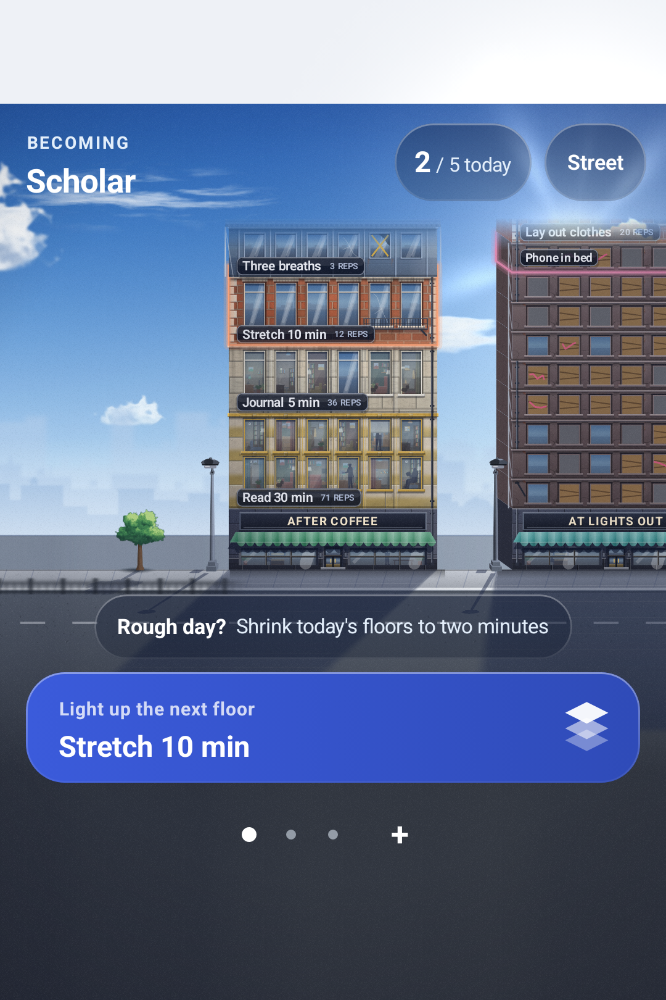 BECOMING
Scholar
2 / 5 today
Street
Three breaths 3 REPS
Stretch 10 min 12 REPS
Journal 5 min 36 REPS
Read 30 min 71 REPS
AFTER COFFEE
Lay out clothes 20 REPS
Phone in bed
AT LIGHTS OUT
Rough day? Shrink today's floors to two minutes
Light up the next floor
Stretch 10 min
+